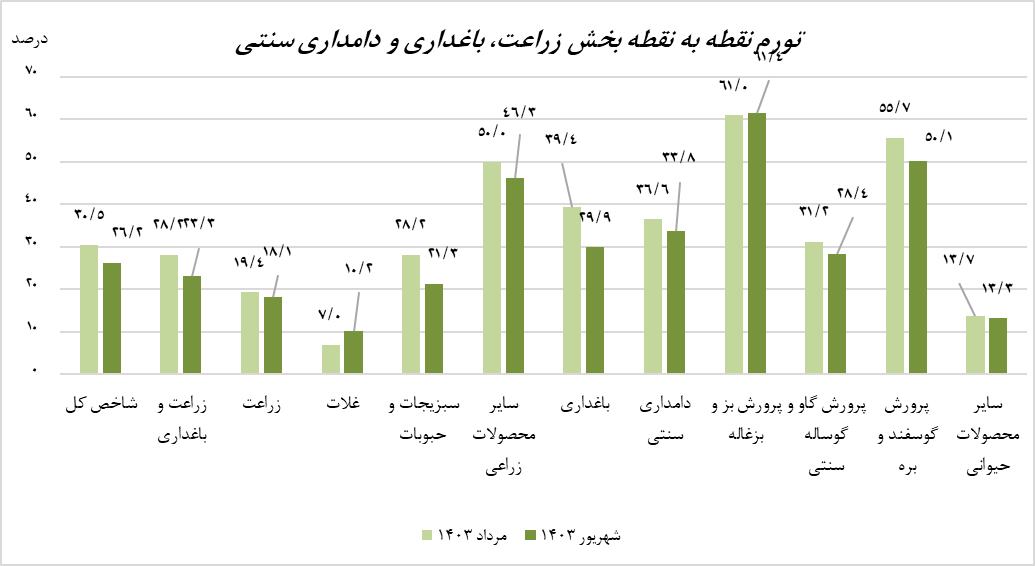 تورم نقطه به نقطه بخش زراعت، باغداری و دامداری سنتی
درصد
۷۰
۶۰
۵۰
۴۰
۳۰
۲۰
۱۰
۰
۳۰/۵
۲۶/۲
۲۸/۲
۲۳/۳
۱۹/۴
۱۸/۱
۷/۰
۱۰/۲
۲۸/۲
۲۱/۳
۵۰/۰
۴۶/۳
۳۹/۴
۲۹/۹
۳۶/۶
۳۳/۸
۶۱/۰
۶۱/۴
۳۱/۲
۲۸/۴
۵۵/۷
۵۰/۱
۱۳/۷
۱۳/۳
شاخص کل
زراعت و
باغداری
زراعت
غلات
سبزیجات و
حبوبات
سایر
محصولات
زراعی
باغداری
دامداری
سنتی
پرورش بز و
بزغاله
پرورش گاو و
گوساله
سنتی
پرورش
گوسفند و
بره
سایر
محصولات
حیوانی
مرداد ۱۴۰۳
شهریور ۱۴۰۳